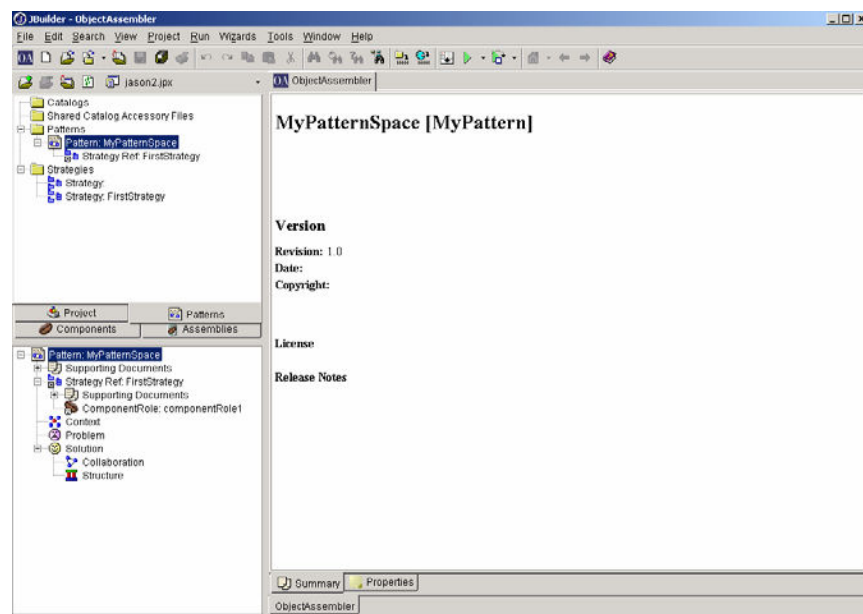 JBuilder - ObjectAssembler
File Edit Search View Project Run Wizards Tools Window Help
jason2.jpx
Catalogs
Shared Catalog Accessory Files
Patterns
Pattern: MyPatternSpace
Strategy Ref: FirstStrategy
Strategies
Strategy:
Strategy: FirstStrategy
Project Patterns
Components Assemblies
Pattern: MyPatternSpace
Supporting Documents
Strategy Ref: FirstStrategy
Supporting Documents
ComponentRole: componentRole1
Context
Problem
Solution
Collaboration
Structure
OA ObjectAssembler
MyPatternSpace [MyPattern]
Version
Revision: 1.0
Date:
Copyright:
License
Release Notes
Summary Properties
ObjectAssembler